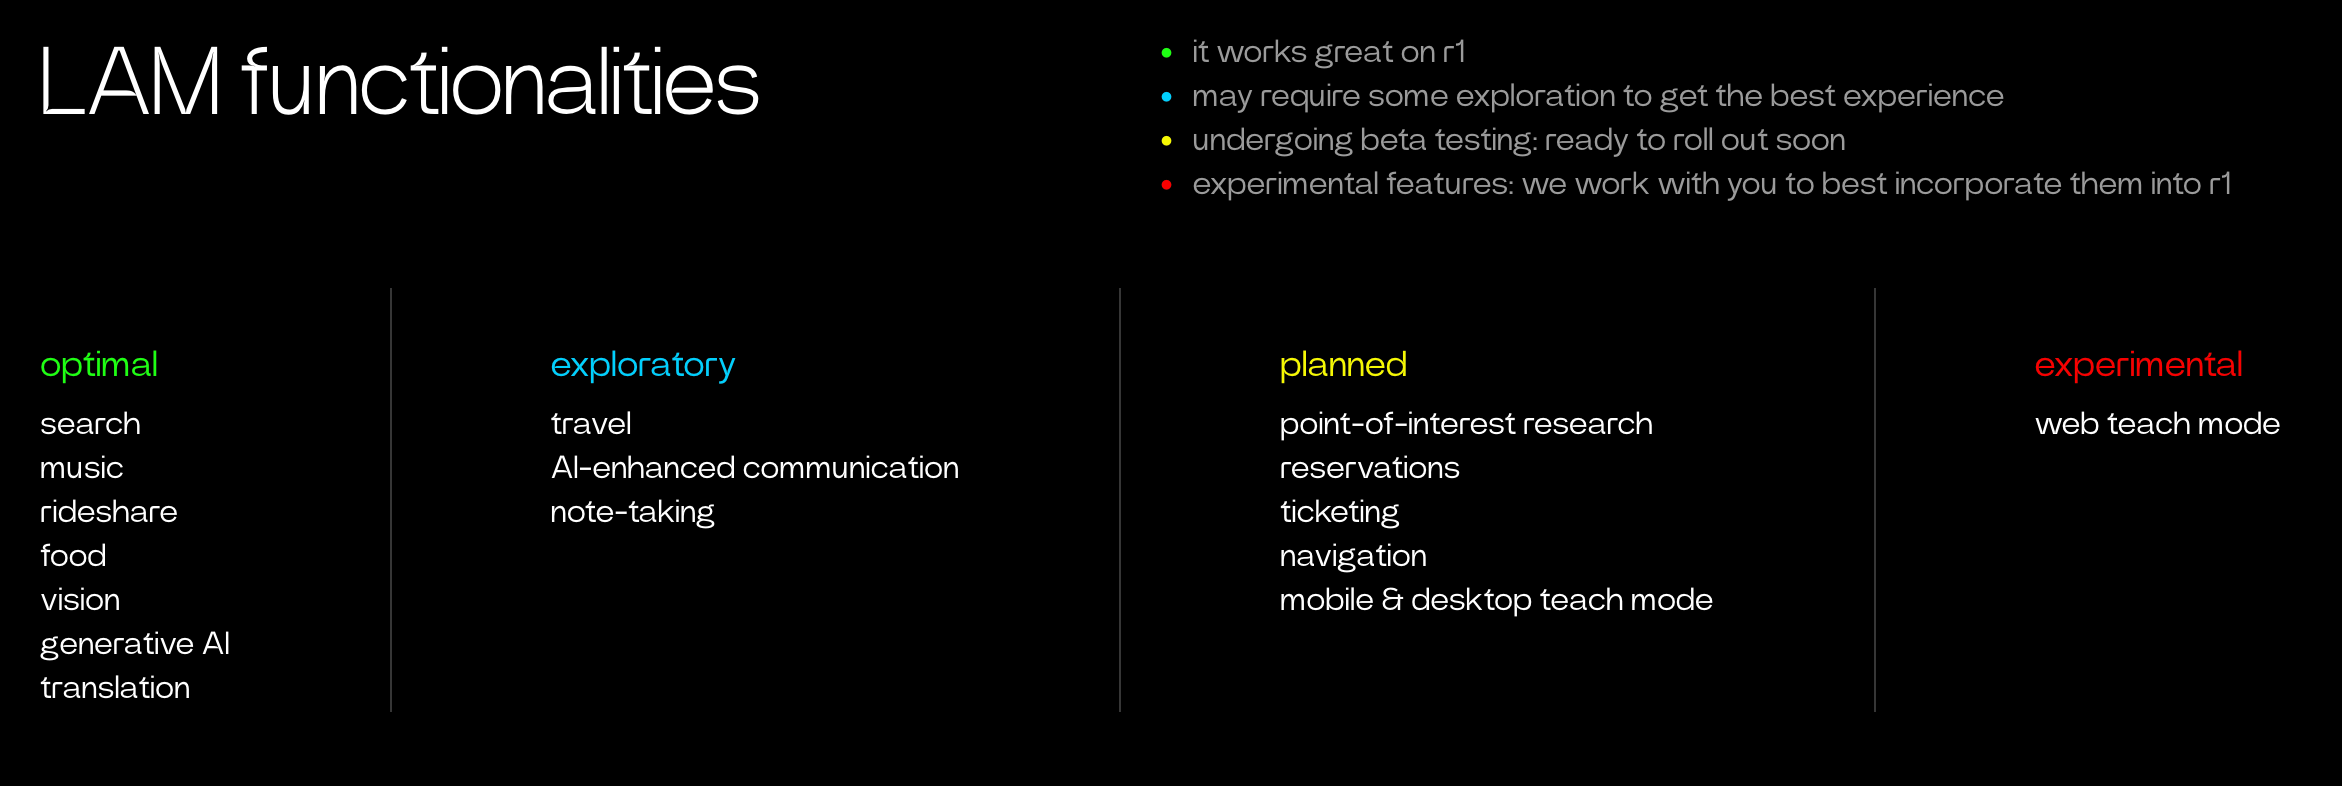 LAM functionalities
• it works great on r1
• may require some exploration to get the best experience
• undergoing beta testing: ready to roll out soon
• experimental features: we work with you to best incorporate them into r1
optimal
search
music
rideshare
food
vision
generative AI
translation
exploratory
travel
AI-enhanced communication
note-taking
planned
point-of-interest research
reservations
ticketing
navigation
mobile & desktop teach mode
experimental
web teach mode